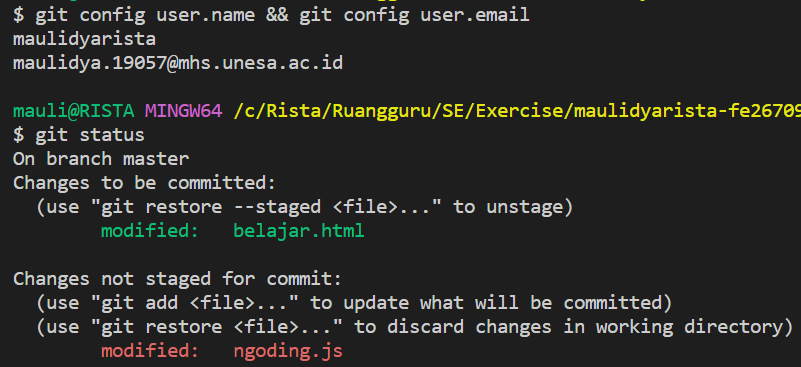 $ git config user.name && git config user.email
maulidyarista
maulidya.19057@mhs.unesa.ac.id
mauli@RISTA MINGW64 /c/Rista/Ruangguru/SE/Exercise/maulidyarista-fe26709
$ git status
On branch master
Changes to be committed:
(use "git restore --staged <file>..." to unstage)
modified: belajar.html
Changes not staged for commit:
(use "git add <file>..." to update what will be committed)
(use "git restore <file>..." to discard changes in working directory)
modified: ngoding.js